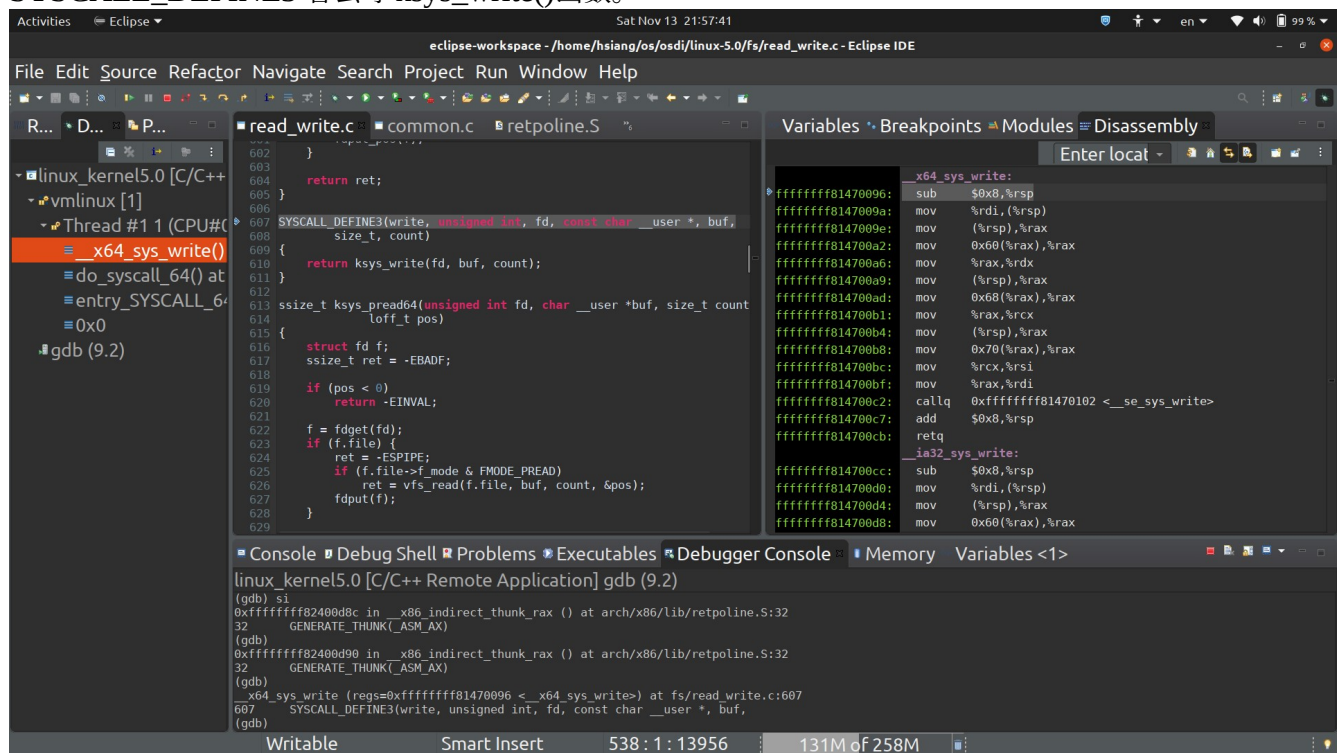 Activities Eclipse Sat Nov 13 21:57:41 en 99 %
eclipse-workspace - /home/hsiang/os/osdi/linux-5.0/fs/read_write.c - Eclipse IDE
File Edit Source Refactor Navigate Search Project Run Window Help
R... D... P...
linux_kernel5.0 [C/C++
vmlinux [1]
Thread #1 1 (CPU#0
__x64_sys_write()
do_syscall_64() at
entry_SYSCALL_64
0x0
gdb (9.2)
read_write.c common.c retpoline.S
602 }
603
604 return ret;
605 }
606
607 SYSCALL_DEFINE3(write, unsigned int, fd, const char __user *, buf,
608 size_t, count)
609 {
610 return ksys_write(fd, buf, count);
611 }
612
613 ssize_t ksys_pread64(unsigned int fd, char __user *buf, size_t count
614 loff_t pos)
615 {
616 struct fd f;
617 ssize_t ret = -EBADF;
618
619 if (pos < 0)
620 return -EINVAL;
621
622 f = fdget(fd);
623 if (f.file) {
624 ret = -ESPIPE;
625 if (f.file->f_mode & FMODE_PREAD)
626 ret = vfs_read(f.file, buf, count, &pos);
627 fdput(f);
628 }
629
Variables Breakpoints Modules Disassembly
Enter locat
__x64_sys_write:
ffffffff81470096: sub $0x8,%rsp
ffffffff8147009a: mov %rdi,(%rsp)
ffffffff8147009e: mov (%rsp),%rax
ffffffff814700a2: mov 0x60(%rax),%rax
ffffffff814700a6: mov %rax,%rdx
ffffffff814700a9: mov (%rsp),%rax
ffffffff814700ad: mov 0x68(%rax),%rax
ffffffff814700b1: mov %rax,%rcx
ffffffff814700b4: mov (%rsp),%rax
ffffffff814700b8: mov 0x70(%rax),%rax
ffffffff814700bc: mov %rcx,%rsi
ffffffff814700bf: mov %rax,%rdi
ffffffff814700c2: callq 0xffffffff81470102 <__se_sys_write>
ffffffff814700c7: add $0x8,%rsp
ffffffff814700cb: retq
__ia32_sys_write:
ffffffff814700cc: sub $0x8,%rsp
ffffffff814700d0: mov %rdi,(%rsp)
ffffffff814700d4: mov (%rsp),%rax
ffffffff814700d8: mov 0x60(%rax),%rax
Console Debug Shell Problems Executables Debugger Console Memory Variables <1>
linux_kernel5.0 [C/C++ Remote Application] gdb (9.2)
(gdb) si
0xffffffff82400d8c in __x86_indirect_thunk_rax () at arch/x86/lib/retpoline.S:32
32 GENERATE_THUNK(_ASM_AX)
(gdb)
0xffffffff82400d90 in __x86_indirect_thunk_rax () at arch/x86/lib/retpoline.S:32
32 GENERATE_THUNK(_ASM_AX)
(gdb)
__x64_sys_write (regs=0xffffffff81470096 <__x64_sys_write>) at fs/read_write.c:607
607 SYSCALL_DEFINE3(write, unsigned int, fd, const char __user *, buf,
(gdb)
Writable Smart Insert 538 : 1 : 13956 131M of 258M